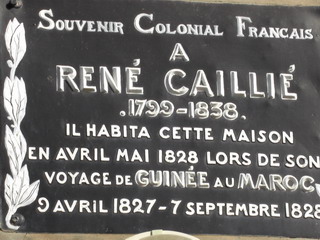 SOUVENIR COLONIAL FRANCAIS
A
RENÉ CAILLIÉ
.1799-1838.
IL HABITA CETTE MAISON
EN AVRIL MAI 1828 LORS DE SON
VOYAGE DE GUINÉE AU MAROC
9 AVRIL 1827-7 SEPTEMBRE 1828